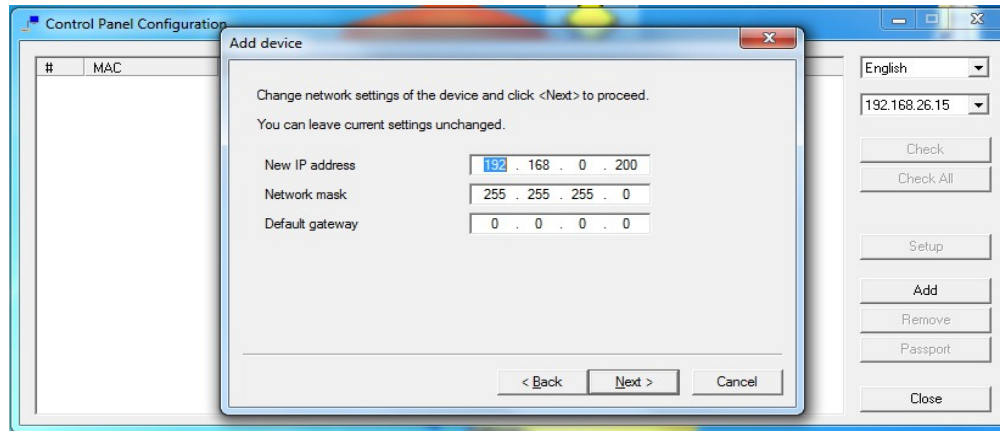 Control Panel Configuration
Add device
# MAC
Change network settings of the device and click <Next> to proceed.
You can leave current settings unchanged.
New IP address 192 . 168 . 0 . 200
Network mask 255 . 255 . 255 . 0
Default gateway 0 . 0 . 0 . 0
< Back Next > Cancel
English
192.168.26.15
Check
Check All
Setup
Add
Remove
Passport
Close